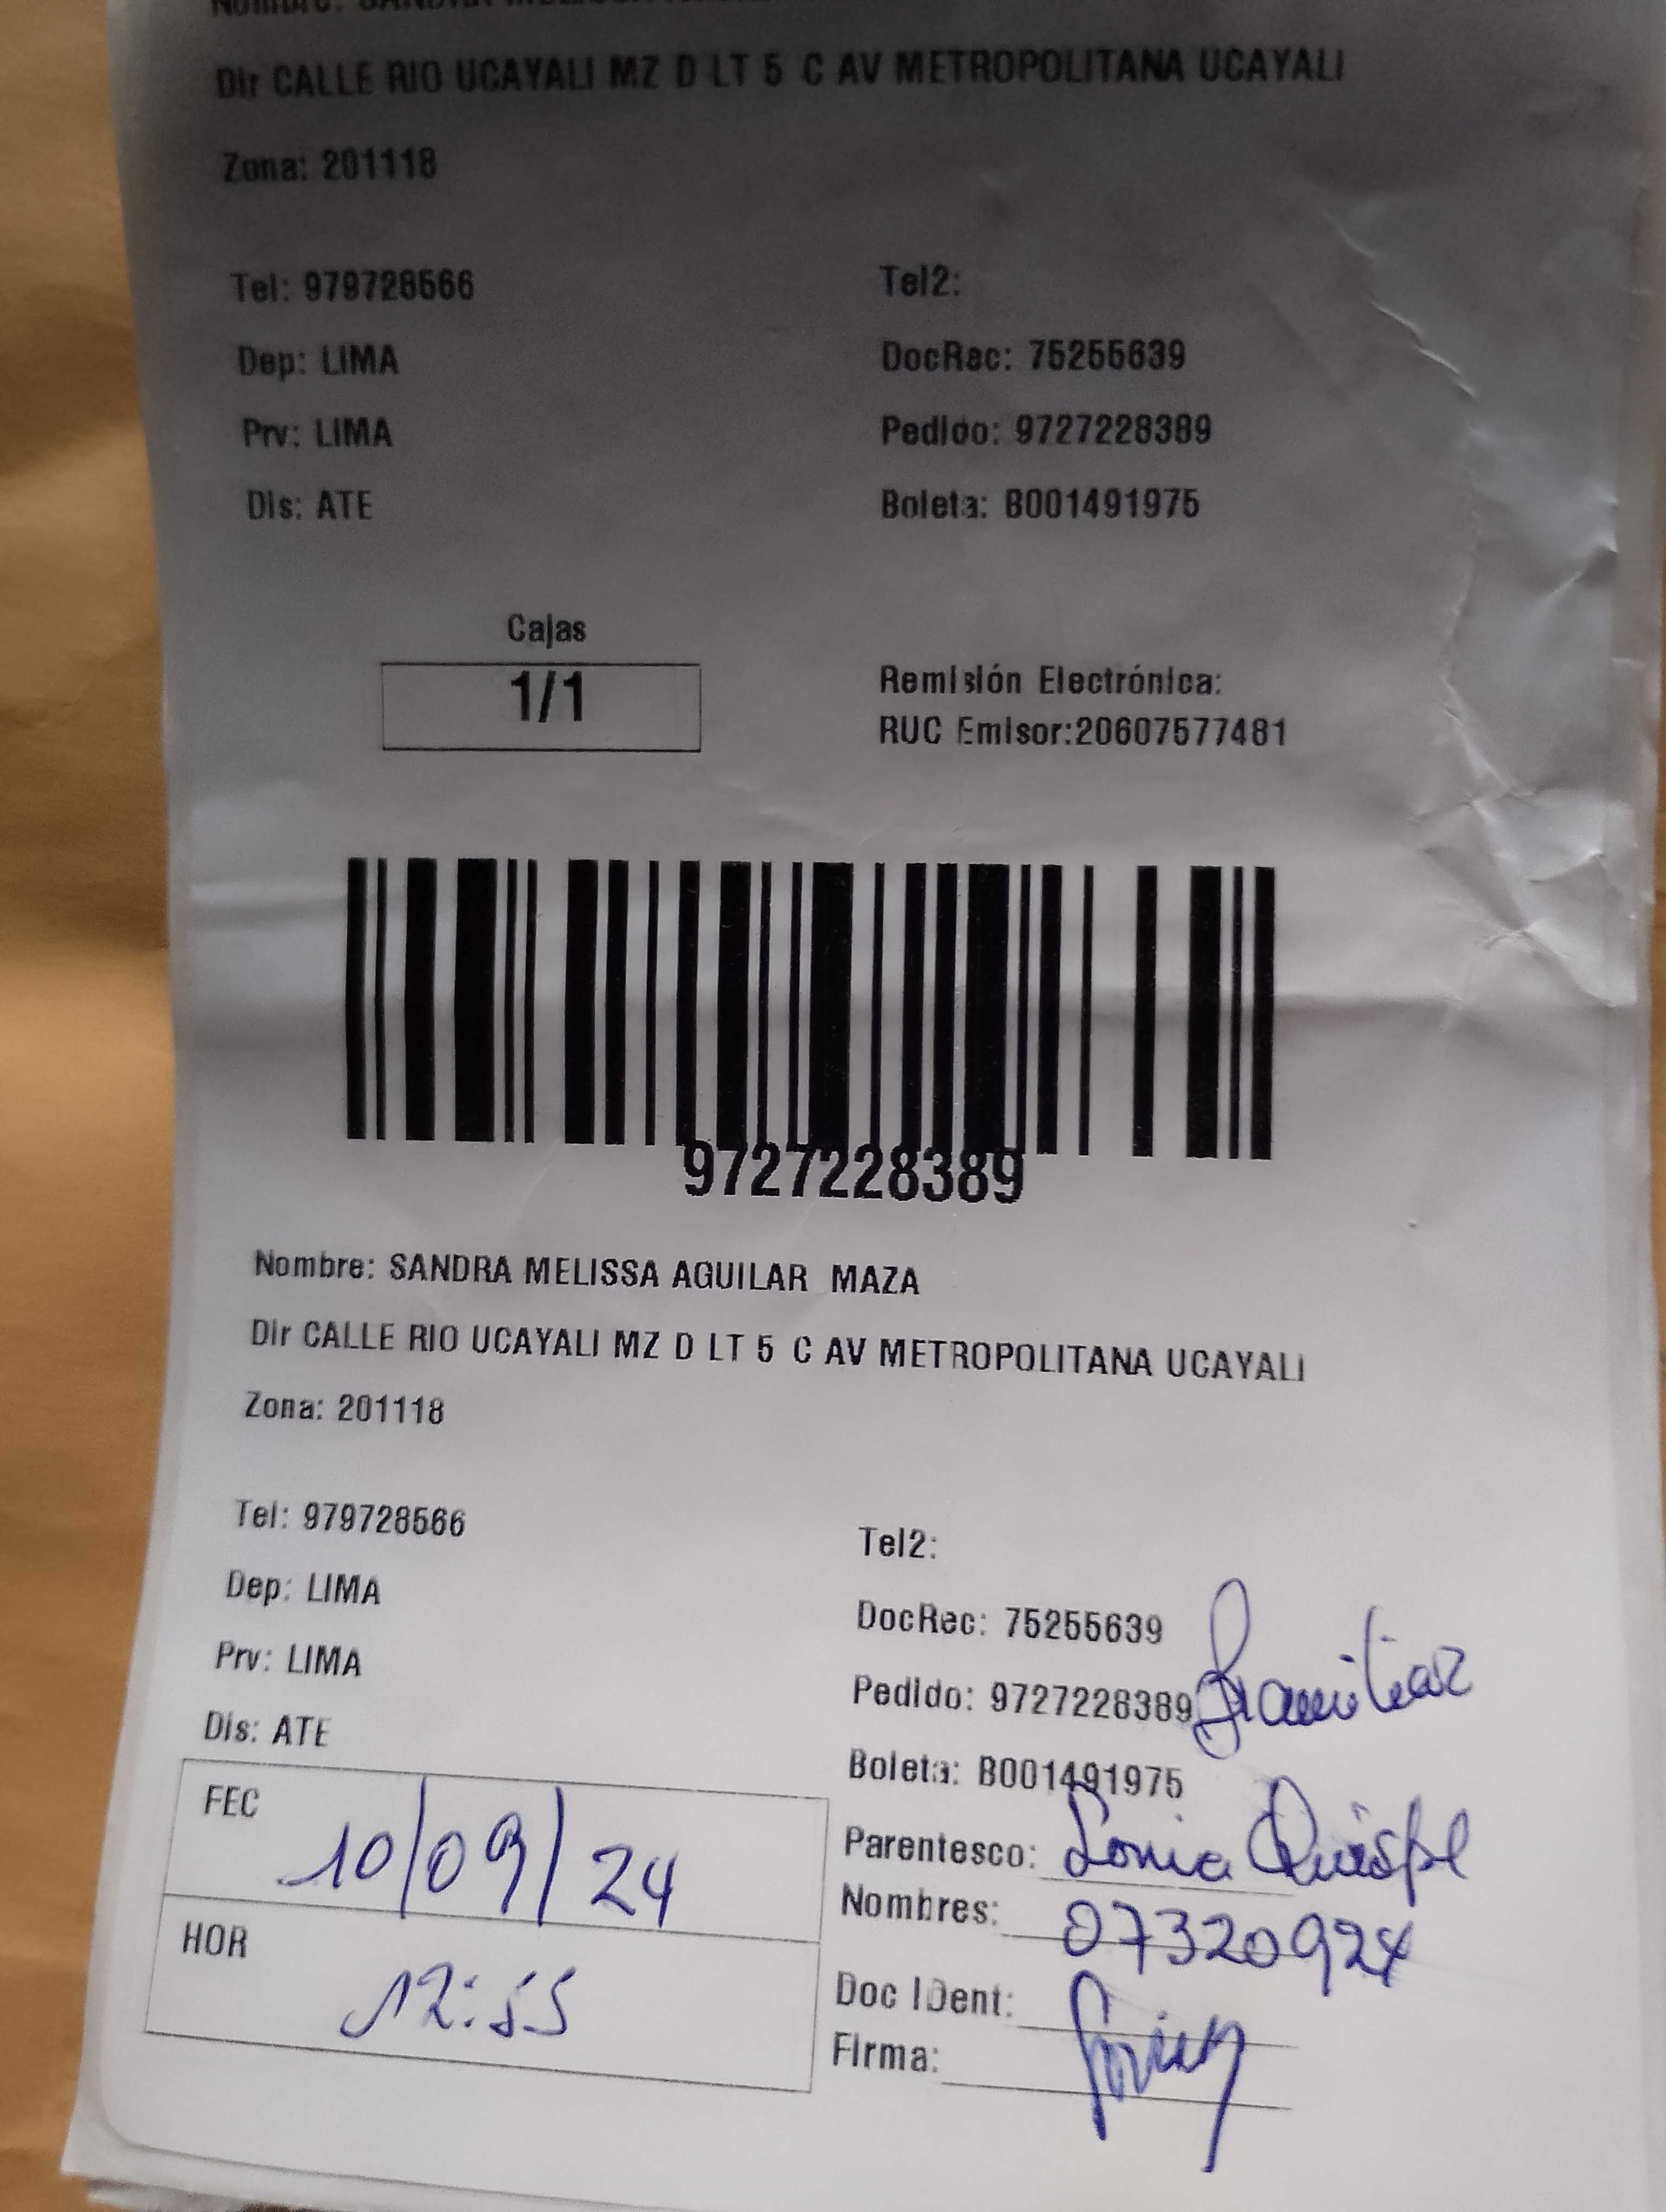 Nombre: SANDRA MELISSA
Dir CALLE RIO UCAYALI MZ D LT 5 C AV METROPOLITANA UCAYALI
Zona: 201118
Tel: 979728566 Tel2:
Dep: LIMA DocRec: 75255639
Prv: LIMA Pedido: 9727228389
Dis: ATE Boleta: B001491975
Cajas
1/1
Remisión Electrónica:
RUC Emisor:20607577481
9727228389
Nombre: SANDRA MELISSA AGUILAR MAZA
Dir CALLE RIO UCAYALI MZ D LT 5 C AV METROPOLITANA UCAYALI
Zona: 201118
Tel: 979728566 Tel2:
Dep: LIMA DocRec: 75255639
Prv: LIMA Pedido: 9727228389 Familiar
Dis: ATE Boleta: B001491975
FEC 10/09/24
HOR 12:55
Parentesco: Sonia Quispe
Nombres: 07320924
Doc IDent:
Firma: